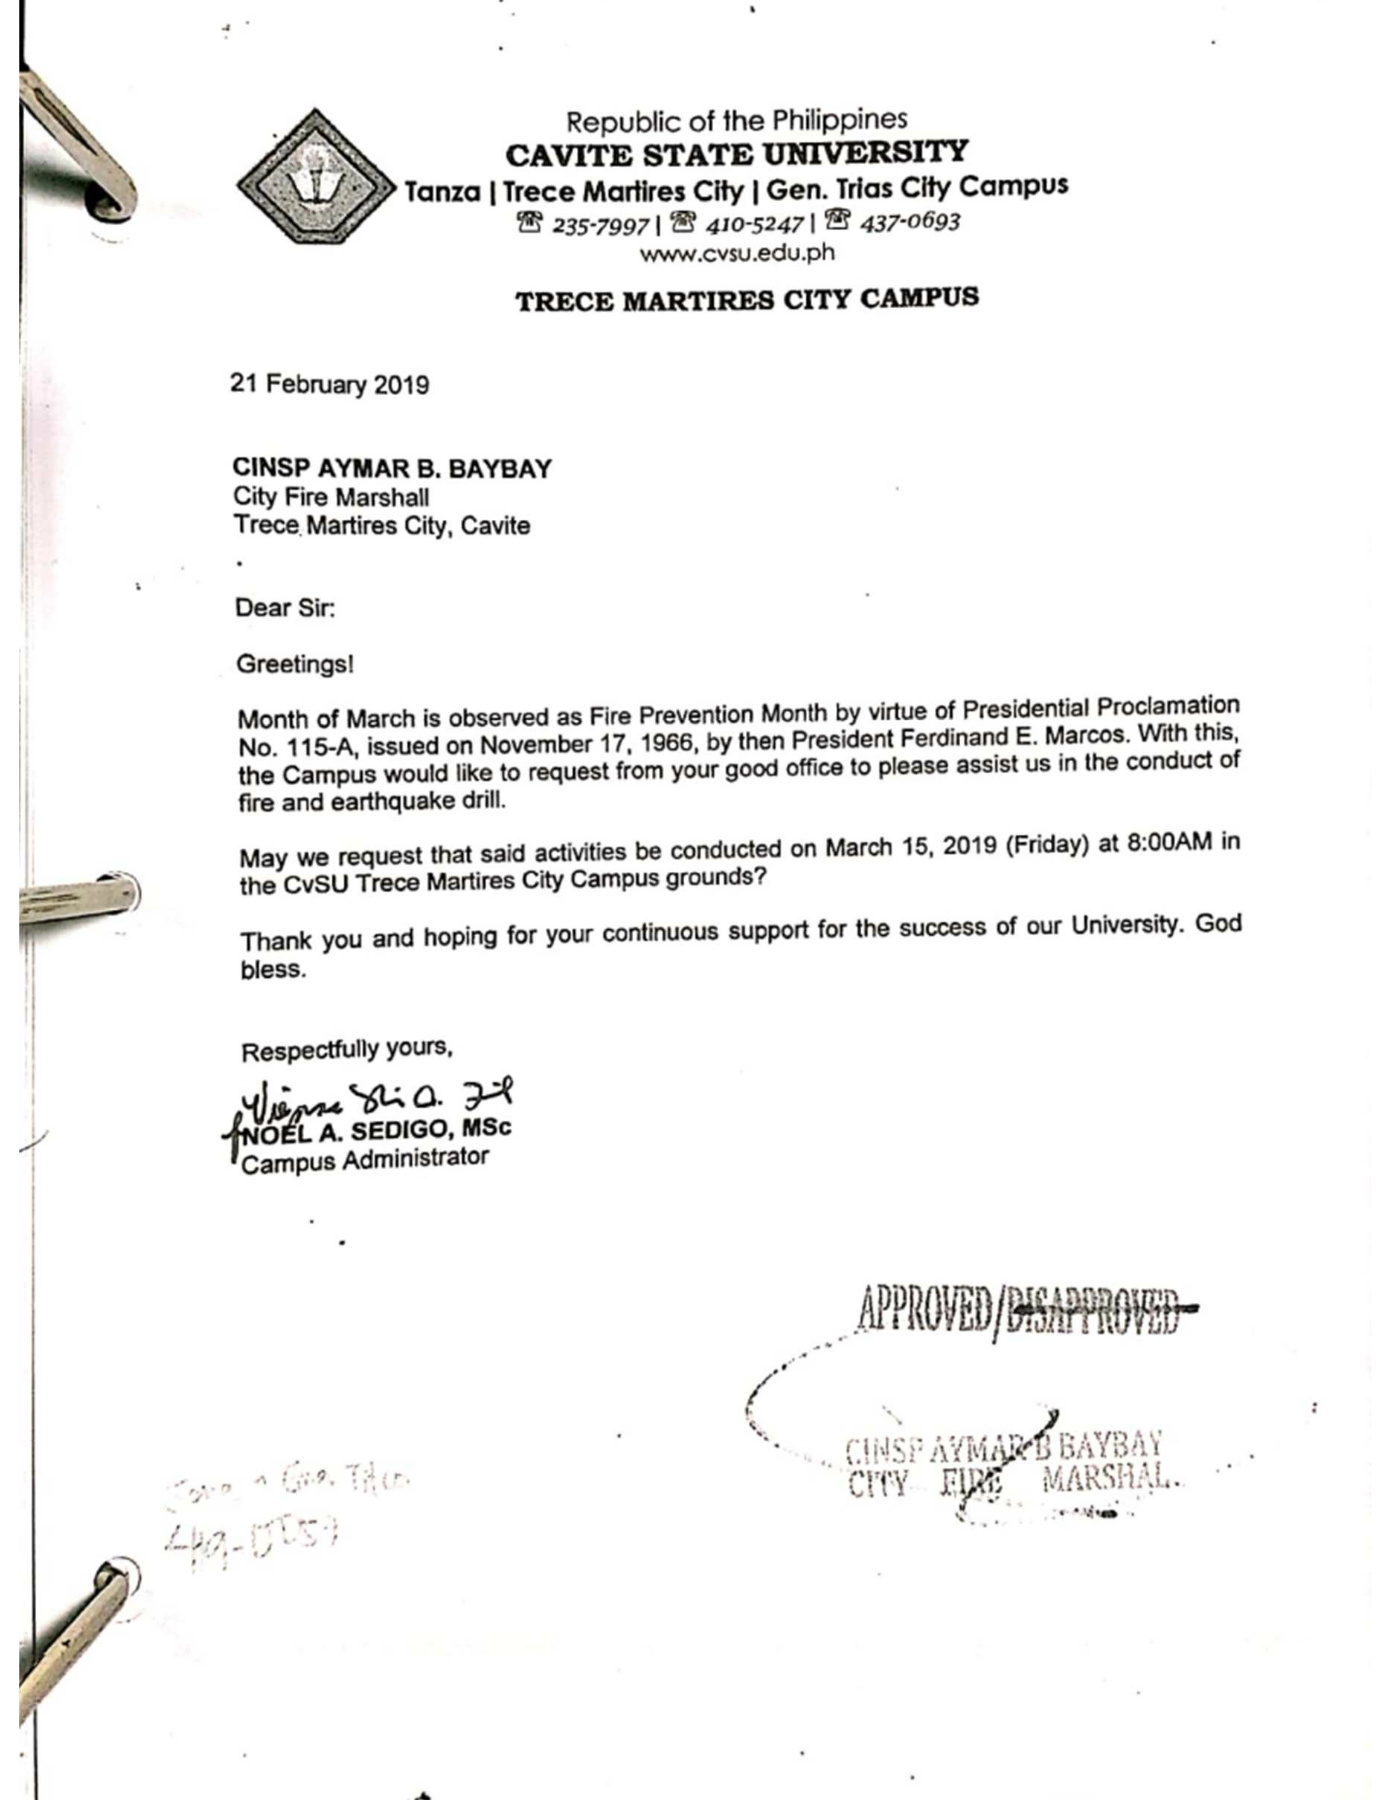 Republic of the Philippines
CAVITE STATE UNIVERSITY
Tanza | Trece Martires City | Gen. Trias City Campus
☏ 235-7997 | ☏ 410-5247 | ☏ 437-0693
www.cvsu.edu.ph
TRECE MARTIRES CITY CAMPUS
21 February 2019
CINSP AYMAR B. BAYBAY
City Fire Marshall
Trece Martires City, Cavite
Dear Sir:
Greetings!
Month of March is observed as Fire Prevention Month by virtue of Presidential Proclamation
No. 115-A, issued on November 17, 1966, by then President Ferdinand E. Marcos. With this,
the Campus would like to request from your good office to please assist us in the conduct of
fire and earthquake drill.
May we request that said activities be conducted on March 15, 2019 (Friday) at 8:00AM in
the CvSU Trece Martires City Campus grounds?
Thank you and hoping for your continuous support for the success of our University. God
bless.
Respectfully yours,
NOEL A. SEDIGO, MSc
Campus Administrator
APPROVED/DISAPPROVED
CINSP AYMAR B BAYBAY
CITY FIRE MARSHAL